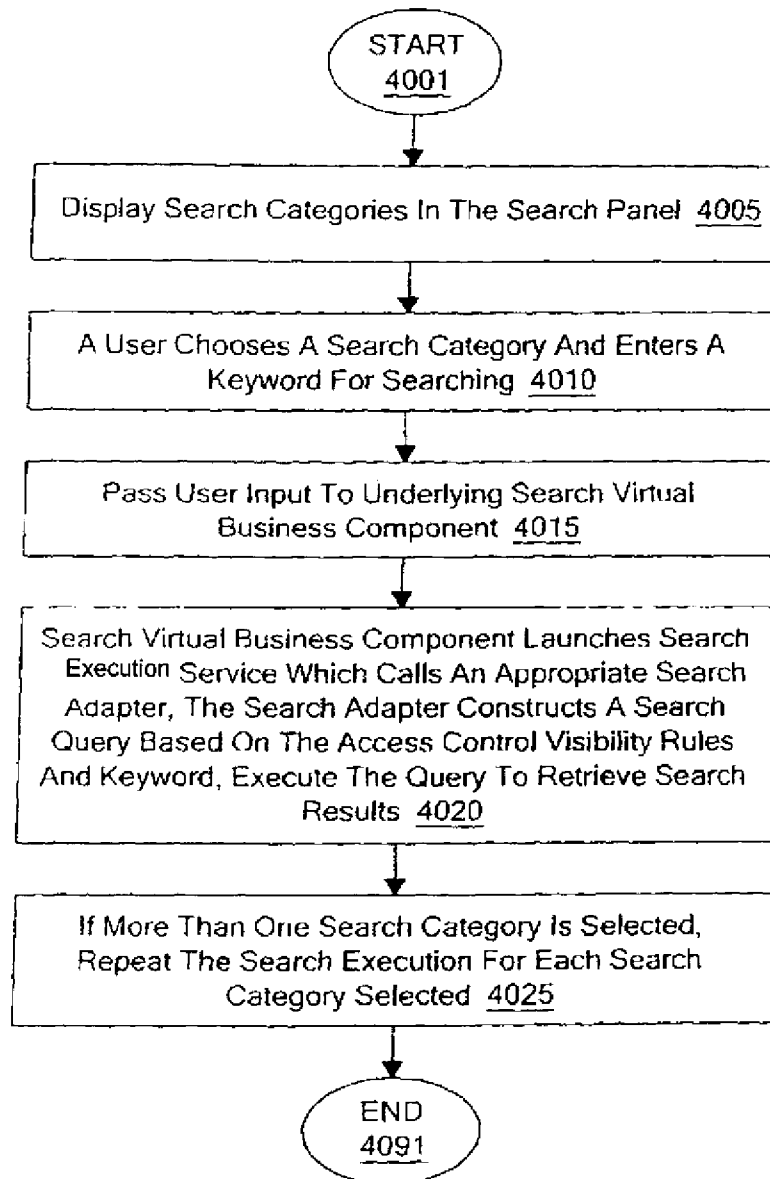 START
4001
Display Search Categories In The Search Panel 4005
A User Chooses A Search Category And Enters A
Keyword For Searching 4010
Pass User Input To Underlying Search Virtual
Business Component 4015
Search Virtual Business Component Launches Search
Execution Service Which Calls An Appropriate Search
Adapter, The Search Adapter Constructs A Search
Query Based On The Access Control Visibility Rules
And Keyword, Execute The Query To Retrieve Search
Results 4020
If More Than One Search Category Is Selected,
Repeat The Search Execution For Each Search
Category Selected 4025
END
4091